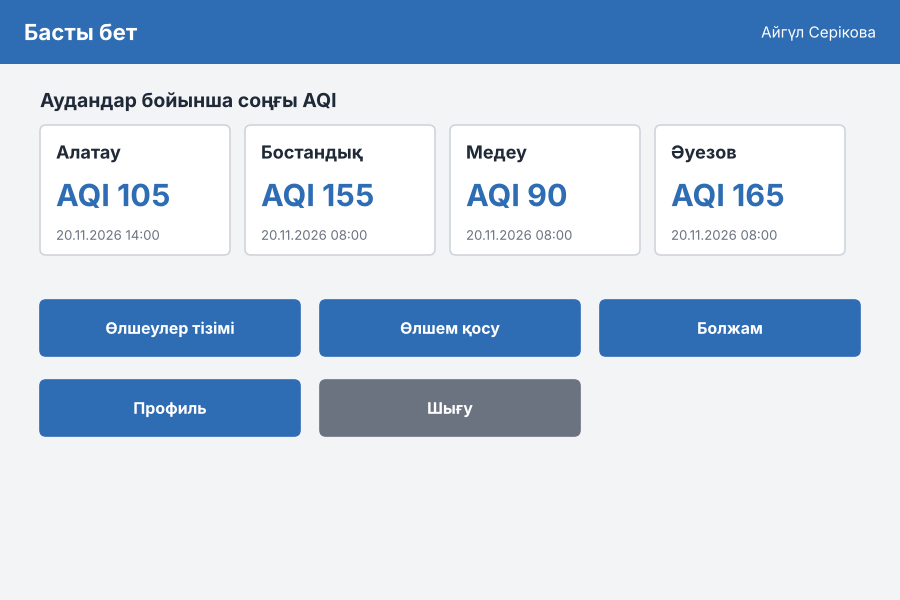 Басты бет
Айгүл Серікова
Аудандар бойынша соңғы AQI
Алатау
AQI 105
20.11.2026 14:00
Бостандық
AQI 155
20.11.2026 08:00
Медеу
AQI 90
20.11.2026 08:00
Әуезов
AQI 165
20.11.2026 08:00
Өлшеулер тізімі
Өлшем қосу
Болжам
Профиль
Шығу